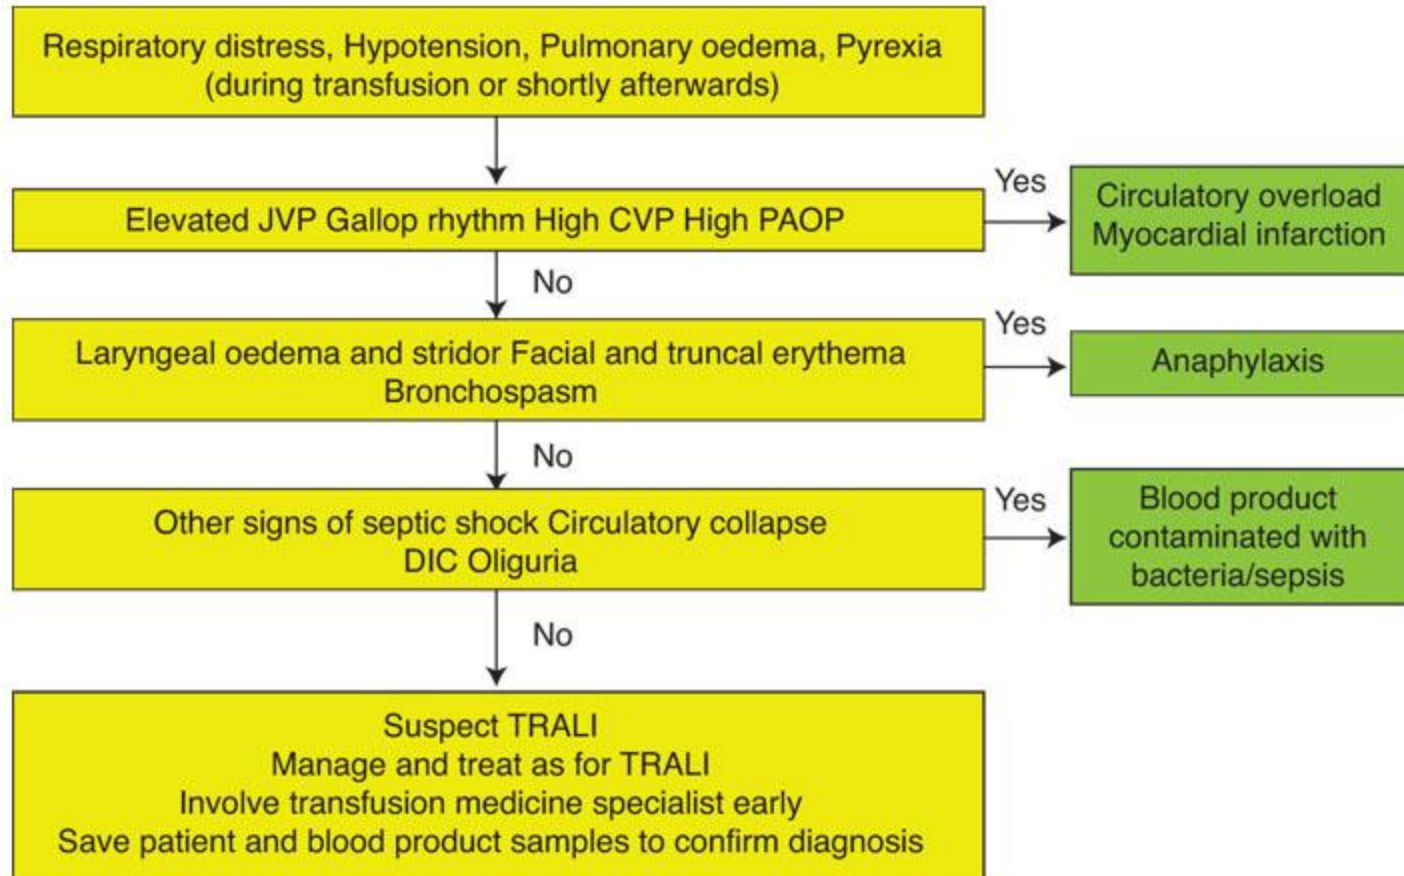 Respiratory distress, Hypotension, Pulmonary oedema, Pyrexia
(during transfusion or shortly afterwards)
Elevated JVP Gallop rhythm High CVP High PAOP
Yes
Circulatory overload
Myocardial infarction
No
Laryngeal oedema and stridor Facial and truncal erythema
Bronchospasm
Yes
Anaphylaxis
No
Other signs of septic shock Circulatory collapse
DIC Oliguria
Yes
Blood product
contaminated with
bacteria/sepsis
No
Suspect TRALI
Manage and treat as for TRALI
Involve transfusion medicine specialist early
Save patient and blood product samples to confirm diagnosis